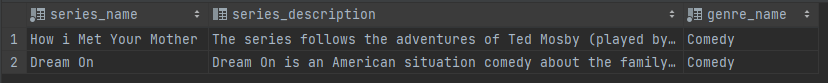 series_name series_description genre_name
1 How i Met Your Mother The series follows the adventures of Ted Mosby (played by… Comedy
2 Dream On Dream On is an American situation comedy about the family… Comedy